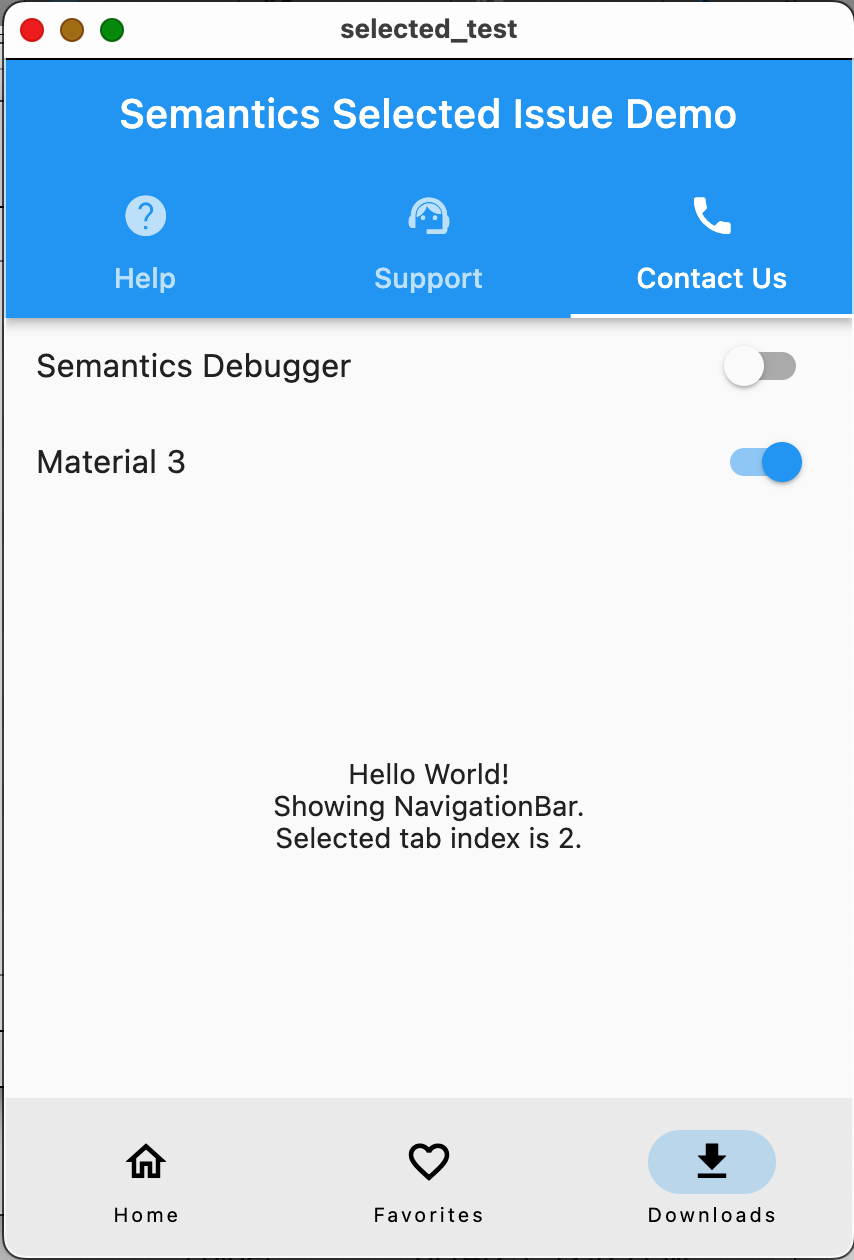 selected_test
Semantics Selected Issue Demo
Help Support Contact Us
Semantics Debugger
Material 3
Hello World!
Showing NavigationBar.
Selected tab index is 2.
Home Favorites Downloads